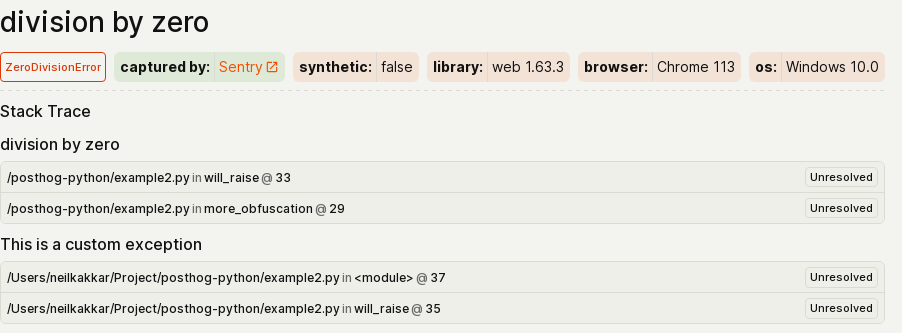 division by zero
ZeroDivisionError captured by: Sentry synthetic: false library: web 1.63.3 browser: Chrome 113 os: Windows 10.0
Stack Trace
division by zero
/posthog-python/example2.py in will_raise @ 33 Unresolved
/posthog-python/example2.py in more_obfuscation @ 29 Unresolved
This is a custom exception
/Users/neilkakkar/Project/posthog-python/example2.py in <module> @ 37 Unresolved
/Users/neilkakkar/Project/posthog-python/example2.py in will_raise @ 35 Unresolved